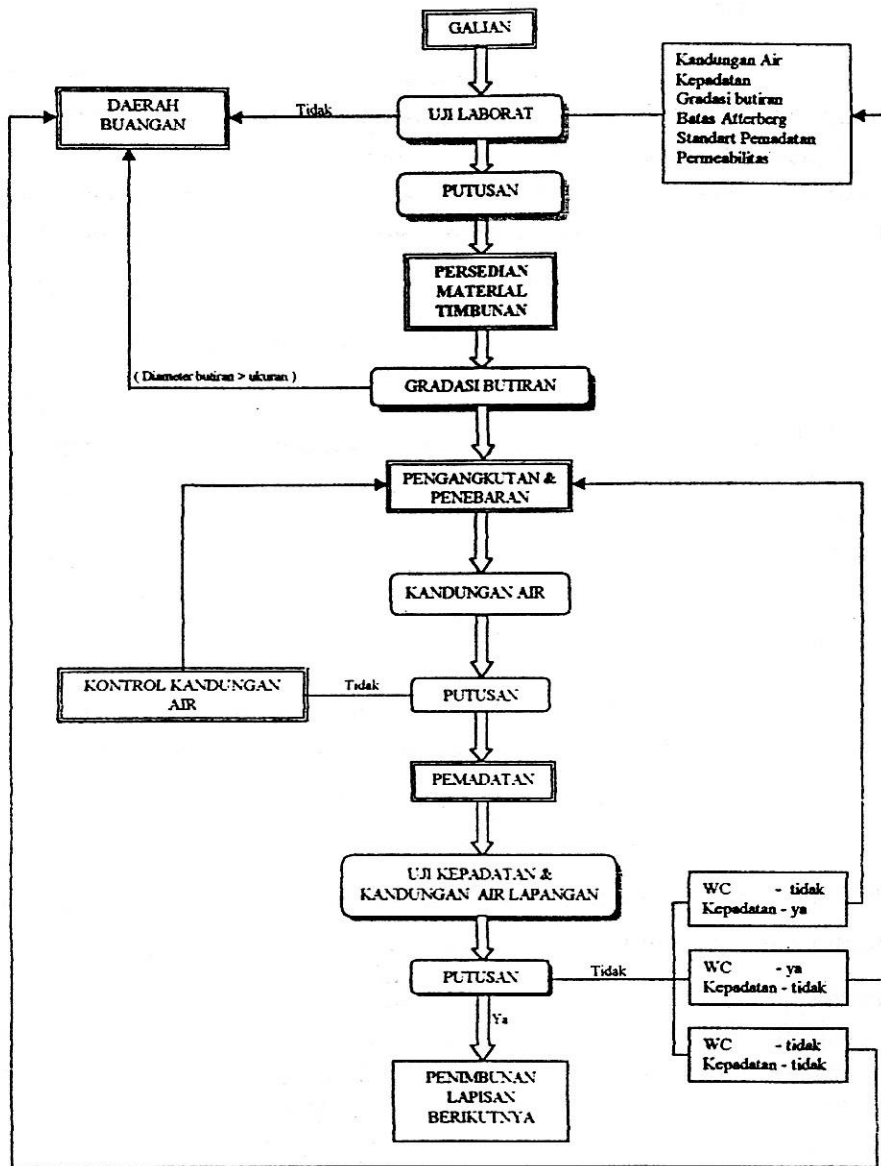 GALIAN
Kandungan Air
Kepadatan
Gradasi butiran
Batas Atterberg
Standart Pemadatan
Permeabilitas
DAERAH
BUANGAN
Tidak
UJI LABORAT
PUTUSAN
PERSEDIAN
MATERIAL
TIMBUNAN
( Diameter butiran > ukuran )
GRADASI BUTIRAN
PENGANGKUTAN &
PENEBARAN
KANDUNGAN AIR
KONTROL KANDUNGAN
AIR
Tidak
PUTUSAN
PEMADATAN
UJI KEPADATAN &
KANDUNGAN AIR LAPANGAN
WC - tidak
Kepadatan - ya
PUTUSAN
Tidak
WC - ya
Kepadatan - tidak
Ya
WC - tidak
Kepadatan - tidak
PENIMBUNAN
LAPISAN
BERIKUTNYA